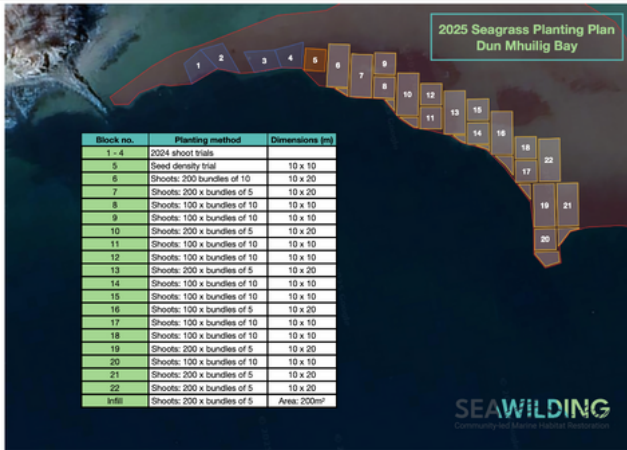 2025 Seagrass Planting Plan
Dun Mhuilig Bay
1
2
3
4
5
6
7
8
9
10
11
12
13
14
15
16
17
18
19
20
21
22
Block no. Planting method Dimensions (m)
1 - 4 2024 shoot trials
5 Seed density trial 10 x 10
6 Shoots: 200 bundles of 10 10 x 20
7 Shoots: 200 x bundles of 5 10 x 20
8 Shoots: 100 x bundles of 10 10 x 10
9 Shoots: 100 x bundles of 10 10 x 10
10 Shoots: 200 x bundles of 5 10 x 20
11 Shoots: 100 x bundles of 10 10 x 10
12 Shoots: 100 x bundles of 10 10 x 10
13 Shoots: 200 x bundles of 5 10 x 20
14 Shoots: 100 x bundles of 10 10 x 10
15 Shoots: 100 x bundles of 10 10 x 10
16 Shoots: 100 x bundles of 5 10 x 20
17 Shoots: 100 x bundles of 10 10 x 10
18 Shoots: 100 x bundles of 10 10 x 10
19 Shoots: 200 x bundles of 5 10 x 20
20 Shoots: 100 x bundles of 10 10 x 10
21 Shoots: 200 x bundles of 5 10 x 20
22 Shoots: 200 x bundles of 5 10 x 20
Infill Shoots: 200 x bundles of 5 Area: 200m²
SEAWILDING
Community-led Marine Habitat Restoration